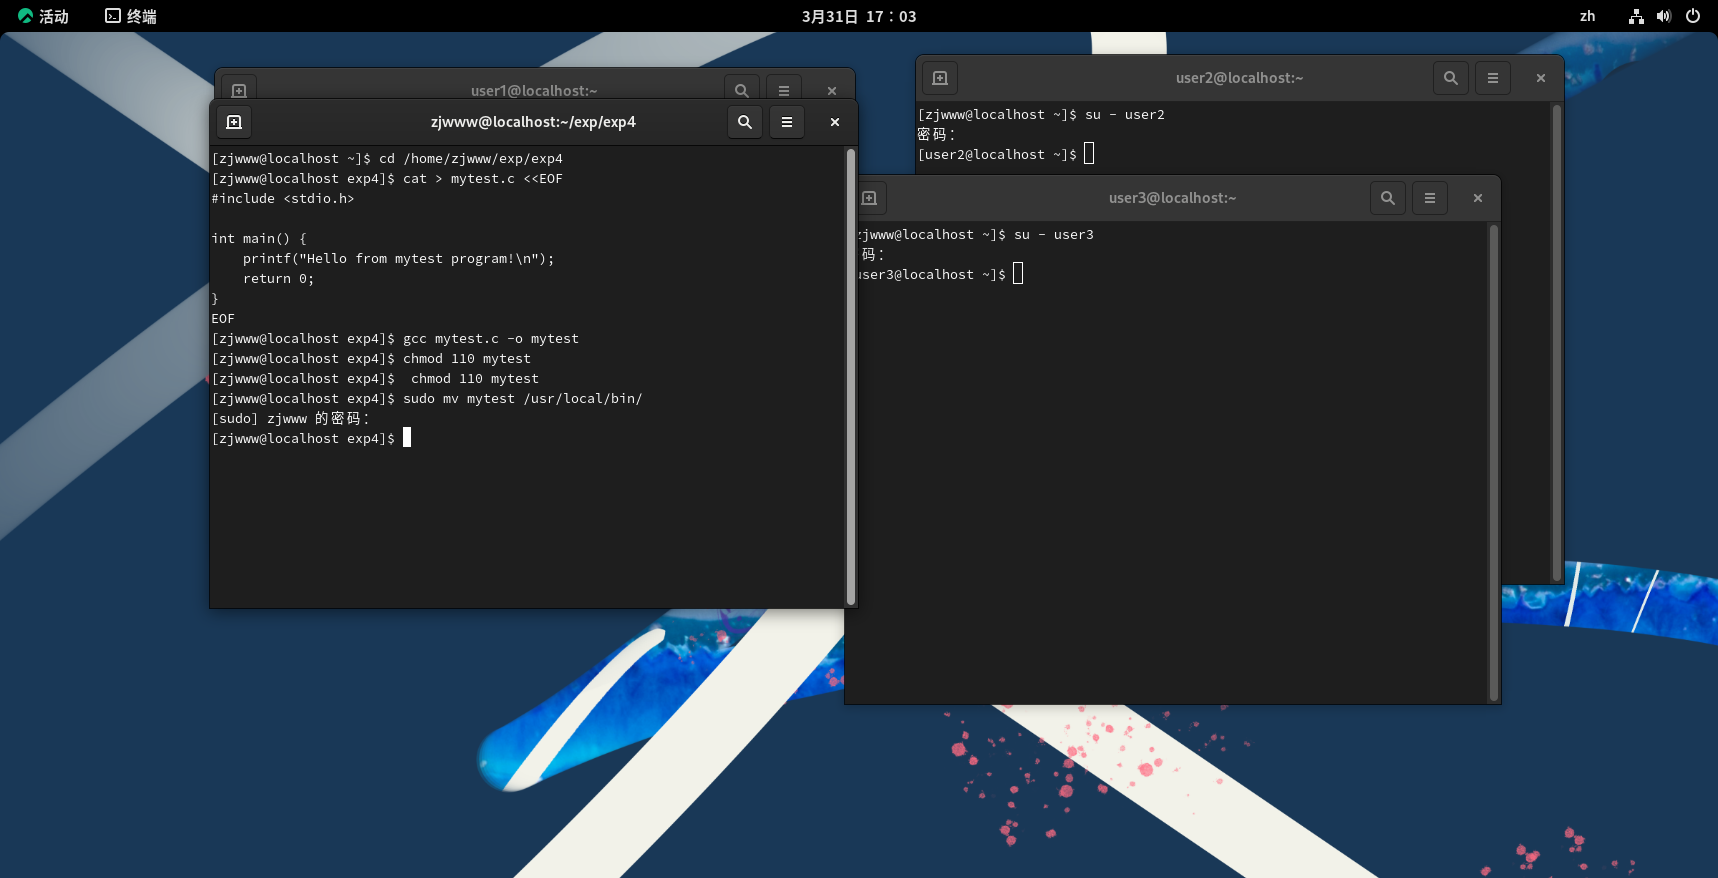 活动 终端 3月31日 17：03 zh
user1@localhost:~
zjwww@localhost:~/exp/exp4
[zjwww@localhost ~]$ cd /home/zjwww/exp/exp4
[zjwww@localhost exp4]$ cat > mytest.c <<EOF
#include <stdio.h>
int main() {
    printf("Hello from mytest program!\n");
    return 0;
}
EOF
[zjwww@localhost exp4]$ gcc mytest.c -o mytest
[zjwww@localhost exp4]$ chmod 110 mytest
[zjwww@localhost exp4]$  chmod 110 mytest
[zjwww@localhost exp4]$ sudo mv mytest /usr/local/bin/
[sudo] zjwww 的密码：
[zjwww@localhost exp4]$
user2@localhost:~
[zjwww@localhost ~]$ su - user2
密码：
[user2@localhost ~]$
user3@localhost:~
zjwww@localhost ~]$ su - user3
码：
user3@localhost ~]$